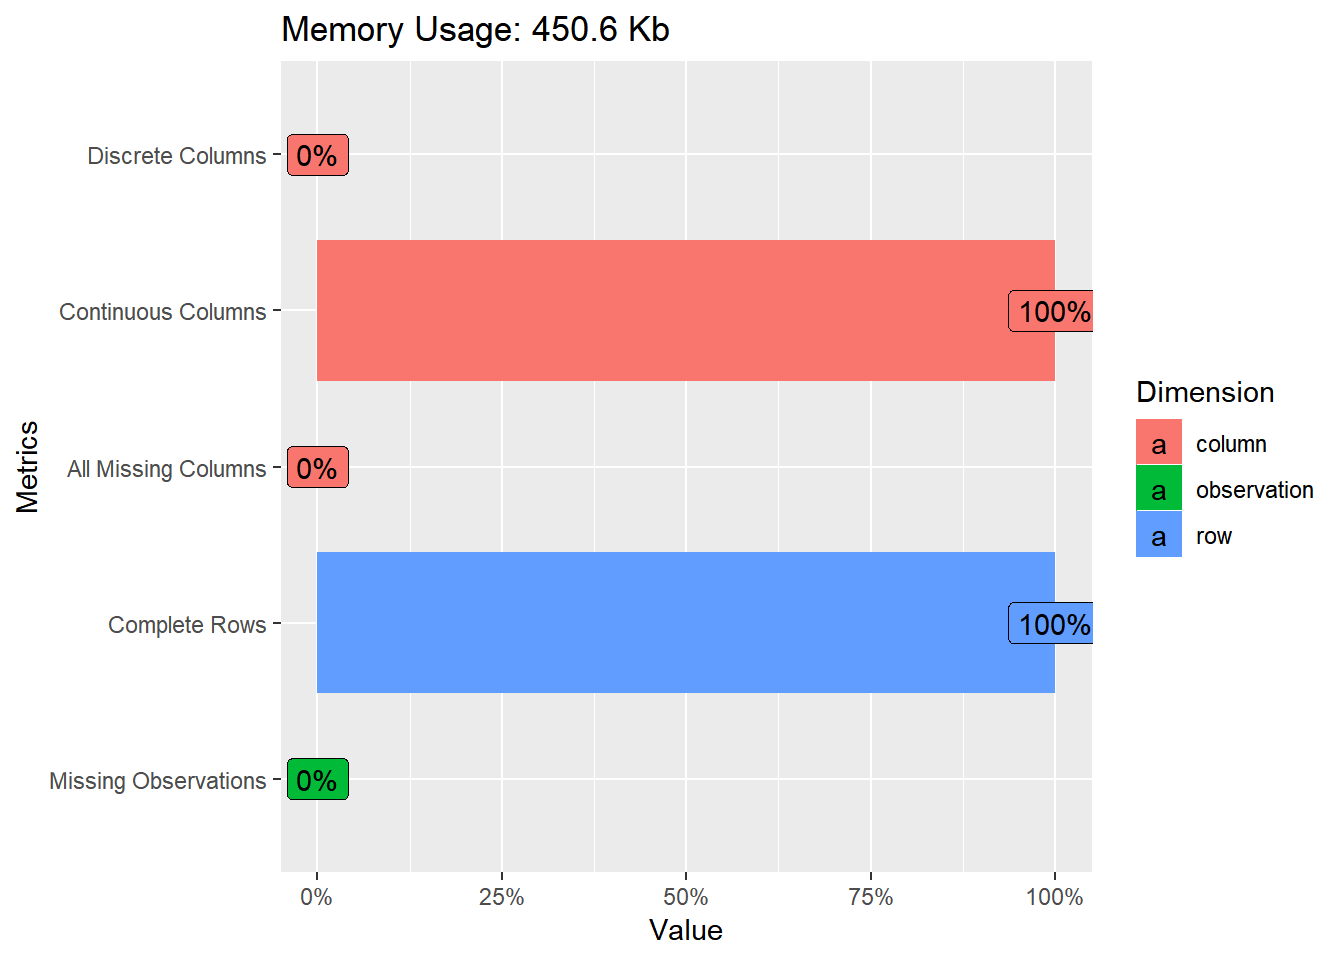 Memory Usage: 450.6 Kb
Discrete Columns
0%
Continuous Columns
100%
All Missing Columns
0%
Complete Rows
100%
Missing Observations
0%
0%
25%
50%
75%
100%
Value
Metrics
Dimension
a column
a observation
a row